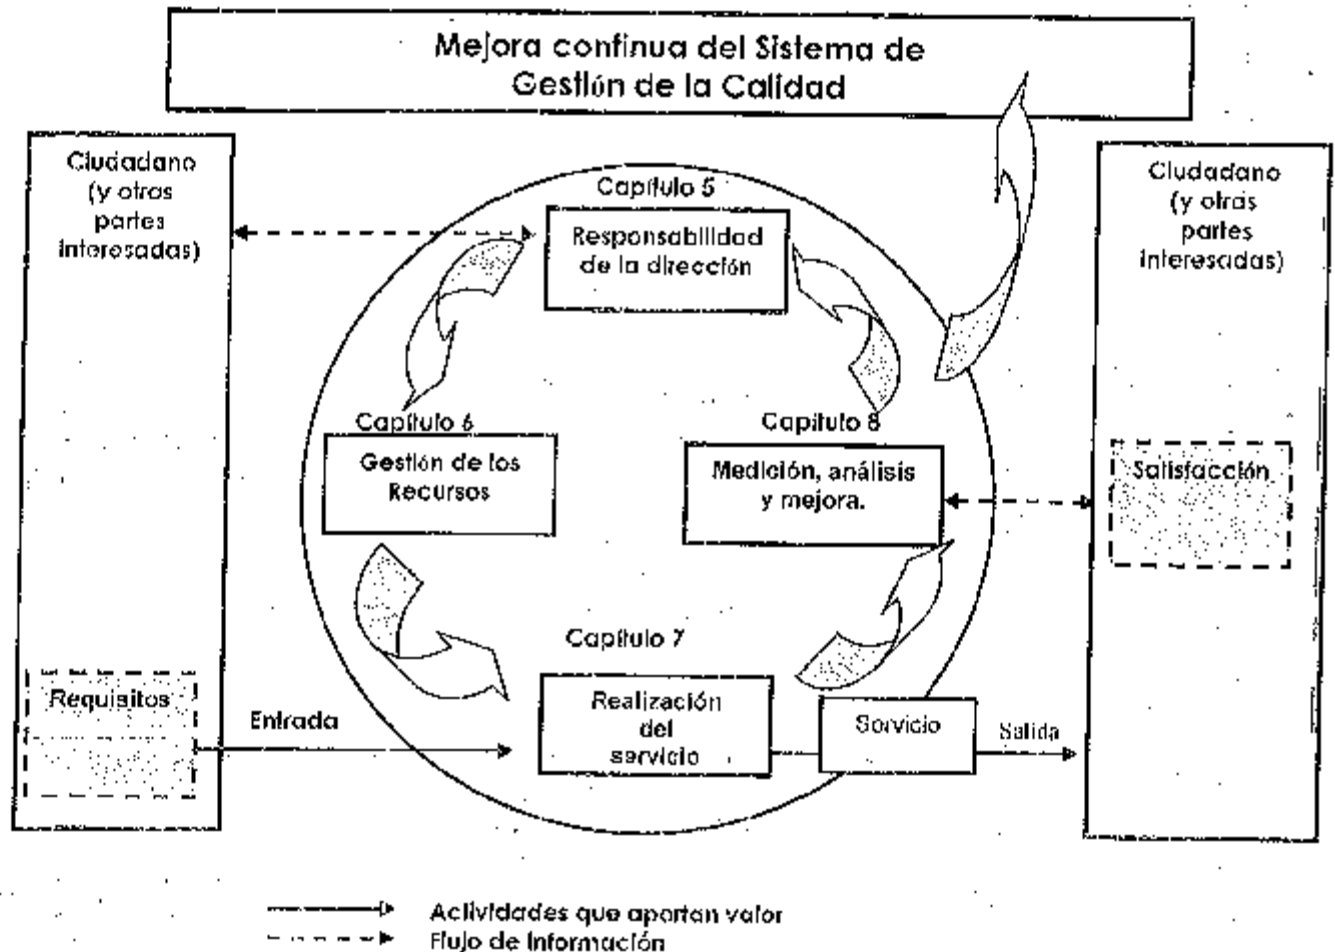 Mejora continua del Sistema de
Gestión de la Calidad
Ciudadano
(y otras
partes
interesadas)
Capítulo 5
Responsabilidad
de la dirección
Ciudadano
(y otras
partes
interesadas)
Capítulo 6
Gestión de los
Recursos
Capítulo 8
Medición, análisis
y mejora.
Satisfacción
Capítulo 7
Requisitos
Entrada
Realización
del
servicio
Servicio
Salida
Actividades que aportan valor
Flujo de información